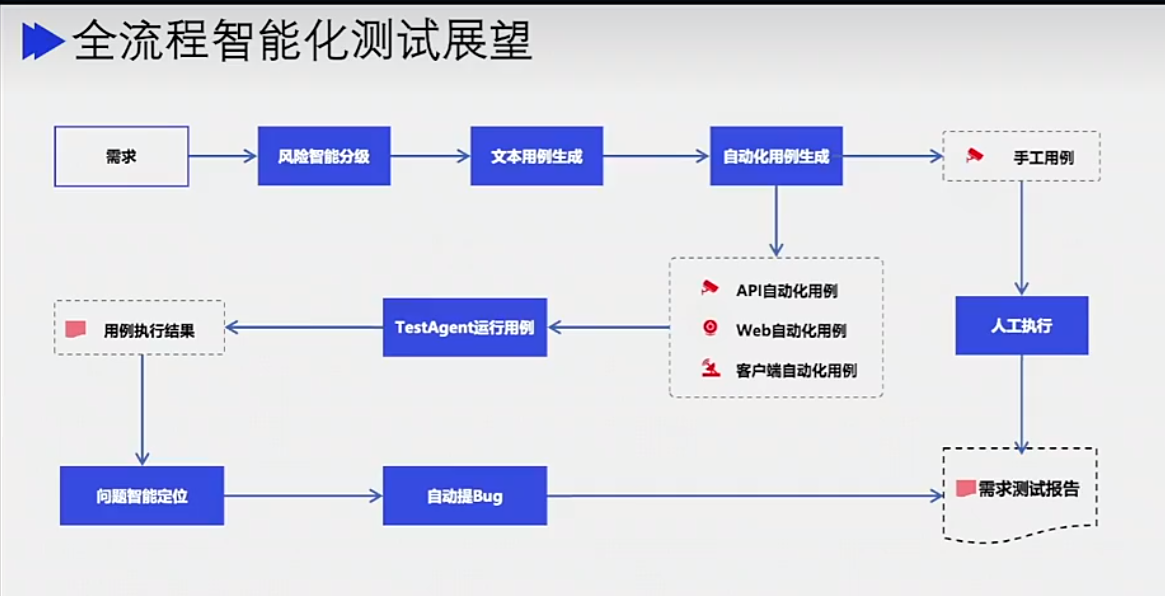 全流程智能化测试展望
需求
风险智能分级
文本用例生成
自动化用例生成
手工用例
API自动化用例
Web自动化用例
客户端自动化用例
TestAgent运行用例
用例执行结果
人工执行
问题智能定位
自动提Bug
需求测试报告